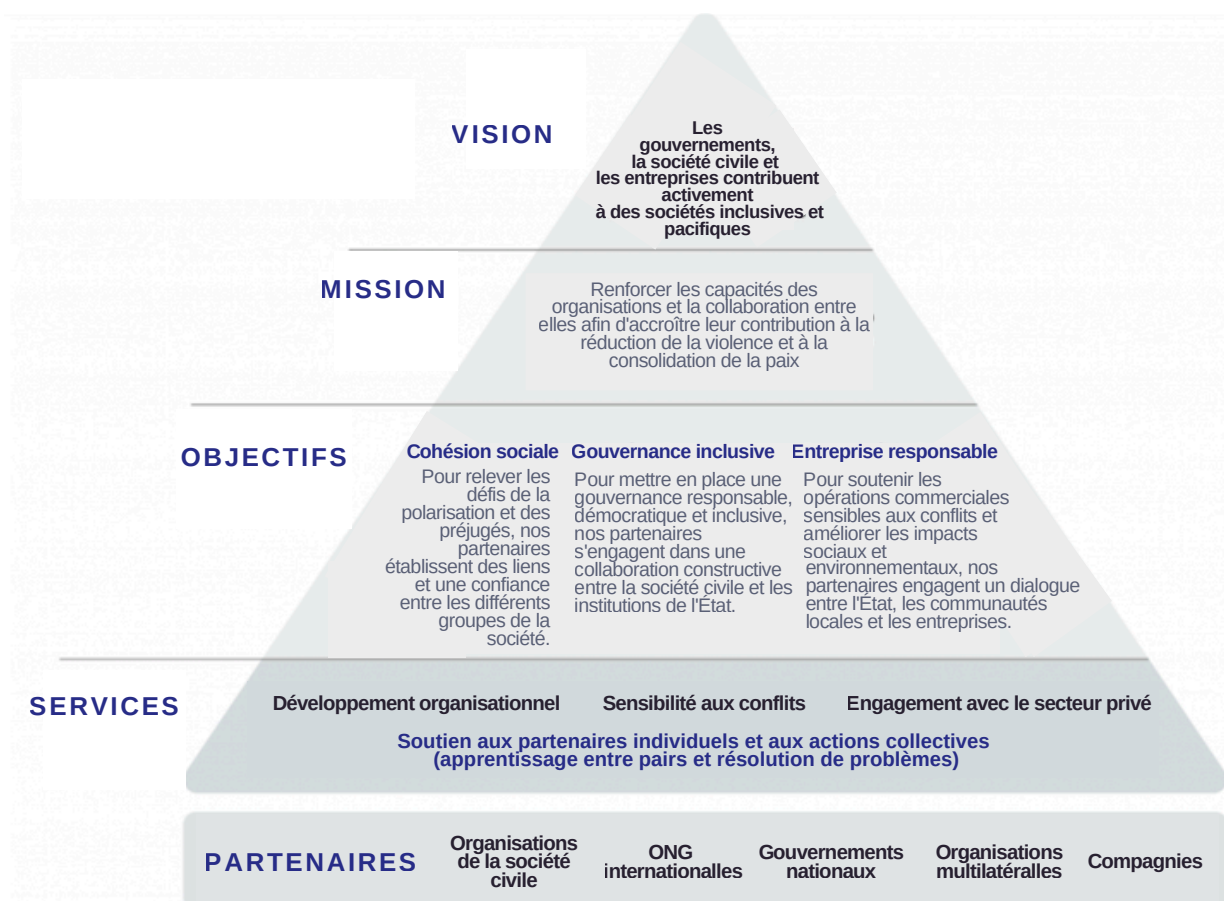 VISION
Les
gouvernements,
la société civile et
les entreprises contribuent
activement
à des sociétés inclusives et
pacifiques
MISSION
Renforcer les capacités des
organisations et la collaboration entre
elles afin d'accroître leur contribution à la
réduction de la violence et à la
consolidation de la paix
OBJECTIFS
Cohésion sociale
Pour relever les
défis de la
polarisation et des
préjugés, nos
partenaires
établissent des liens
et une confiance
entre les différents
groupes de la
société.
Gouvernance inclusive
Pour mettre en place une
gouvernance responsable,
démocratique et inclusive,
nos partenaires
s'engagent dans une
collaboration constructive
entre la société civile et les
institutions de l'État.
Entreprise responsable
Pour soutenir les
opérations commerciales
sensibles aux conflits et
améliorer les impacts
sociaux et
environnementaux, nos
partenaires engagent un dialogue
entre l'État, les communautés
locales et les entreprises.
SERVICES
Développement organisationnel
Sensibilité aux conflits
Engagement avec le secteur privé
Soutien aux partenaires individuels et aux actions collectives
(apprentissage entre pairs et résolution de problèmes)
PARTENAIRES
Organisations
de la société
civile
ONG
internationalles
Gouvernements
nationaux
Organisations
multilatéralles
Compagnies